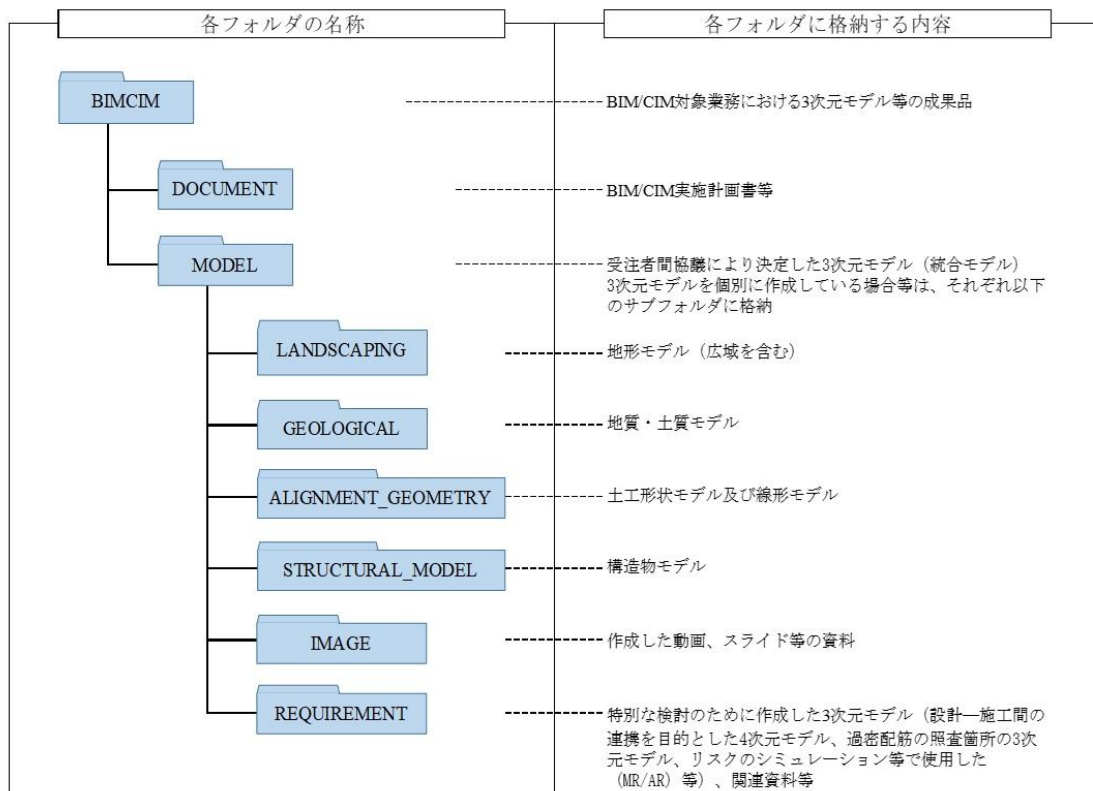 各フォルダの名称
各フォルダに格納する内容
BIMCIM
BIM/CIM対象業務における3次元モデル等の成果品
DOCUMENT
BIM/CIM実施計画書等
MODEL
受注者間協議により決定した3次元モデル（統合モデル）
3次元モデルを個別に作成している場合等は、それぞれ以下
のサブフォルダに格納
LANDSCAPING
地形モデル（広域を含む）
GEOLOGICAL
地質・土質モデル
ALIGNMENT_GEOMETRY
土工形状モデル及び線形モデル
STRUCTURAL_MODEL
構造物モデル
IMAGE
作成した動画、スライド等の資料
REQUIREMENT
特別な検討のために作成した3次元モデル（設計―施工間の
連携を目的とした4次元モデル、過密配筋の照査箇所の3次
元モデル、リスクのシミュレーション等で使用した
（MR/AR）等）、関連資料等